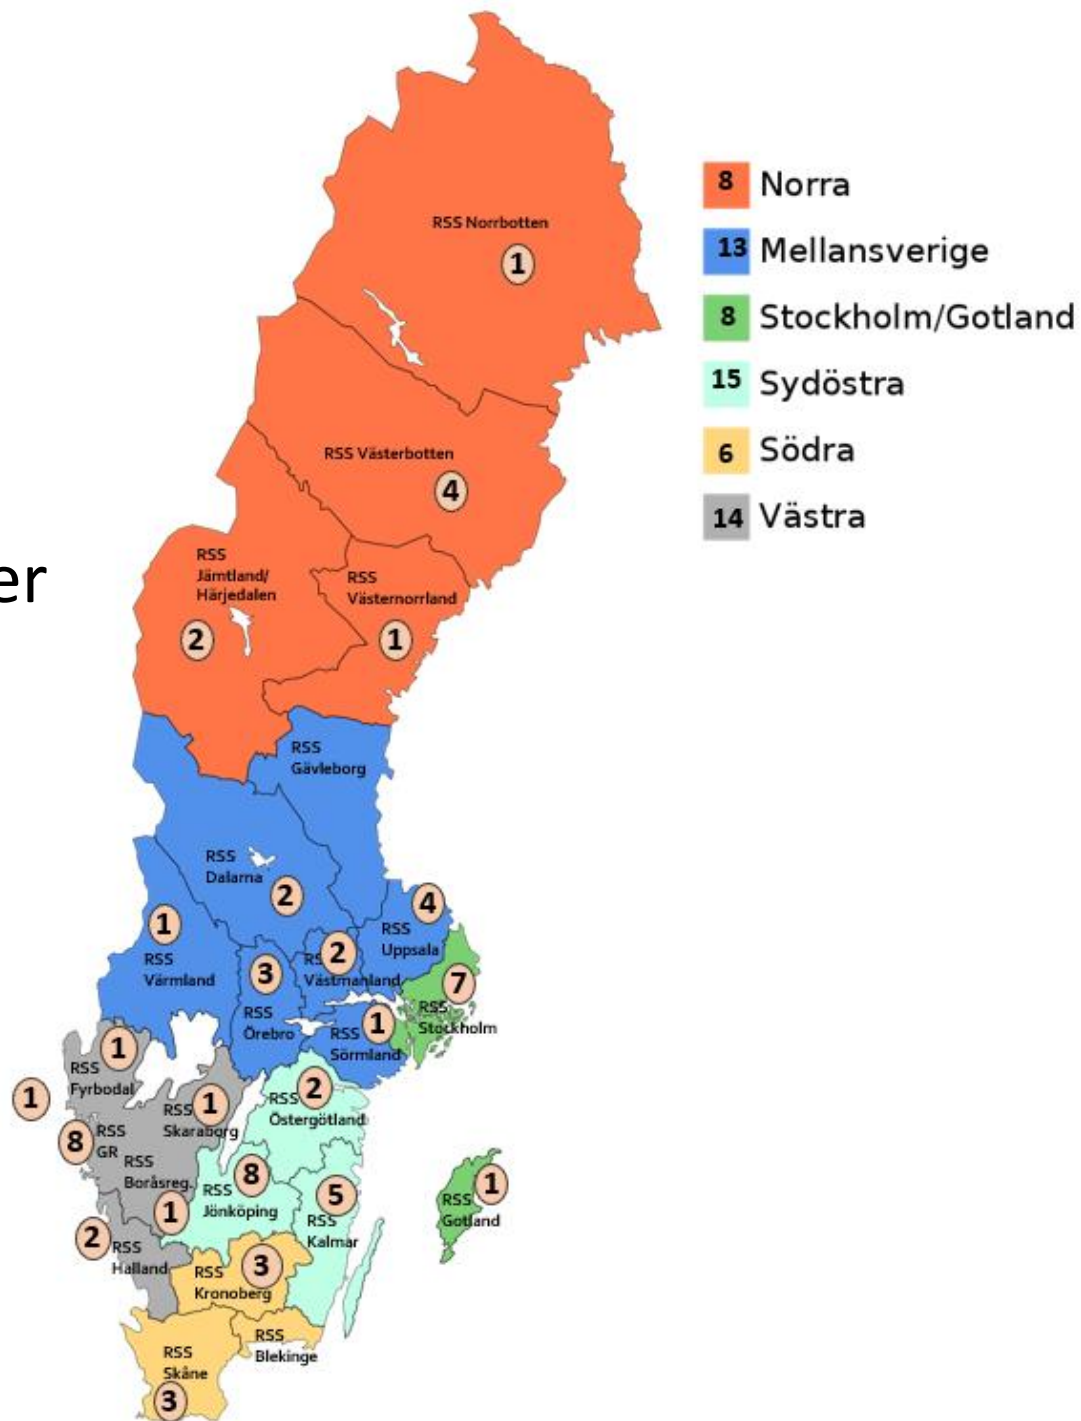 8 Norra
13 Mellansverige
8 Stockholm/Gotland
15 Sydöstra
6 Södra
14 Västra
er
RSS Norrbotten
1
RSS Västerbotten
4
RSS
Jämtland/
Härjedalen
2
RSS
Västernorrland
1
RSS
Gävleborg
RSS
Dalarna
2
1
RSS
Värmland
4
RSS
Uppsala
2
Västmanland
3
RSS
Örebro
7
RSS
Stockholm
1
RSS
Sörmland
1
RSS
Fyrbodal
1
RSS 1
Skaraborg
8 RSS
GR
RSS
Boråsreg.
1
2
RSS
Östergötland
8
RSS
Jönköping
5
RSS
Kalmar
1
RSS
Gotland
2
RSS
Halland
3
RSS
Kronoberg
RSS
Blekinge
RSS
Skåne
3